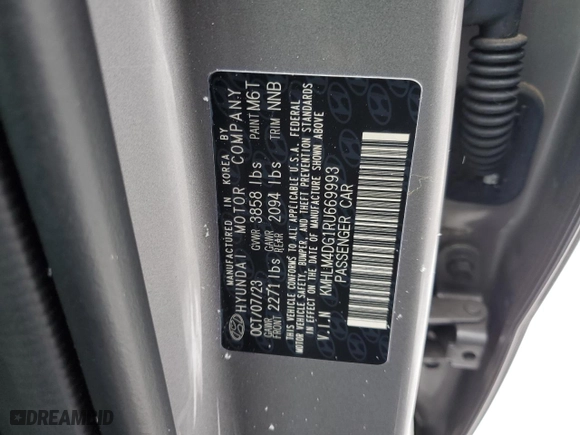 MANUFACTURED IN KOREA BY
HYUNDAI MOTOR COMPANY
OCT/07/23 GVWR 3858 lbs PAINT M6T
GAWR FRONT 2271 lbs GAWR REAR 2094 lbs TRIM NNB
THIS VEHICLE CONFORMS TO ALL APPLICABLE U.S.A. FEDERAL
MOTOR VEHICLE SAFETY, BUMPER, AND THEFT PREVENTION STANDARDS
IN EFFECT ON THE DATE OF MANUFACTURE SHOWN ABOVE
V.I.N KMHLM4DG1RU669993
PASSENGER CAR
DREAMBID